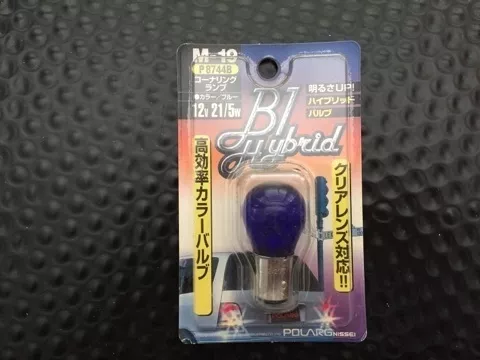 M-19
P8744B
コーナリング
ランプ
●カラー/ブルー
12V 21/5W
明るさUP!
ハイブリッド
バルブ
B1
Hybrid
高効率カラーバルブ
クリアレンズ対応!!
POLARG NISSEI